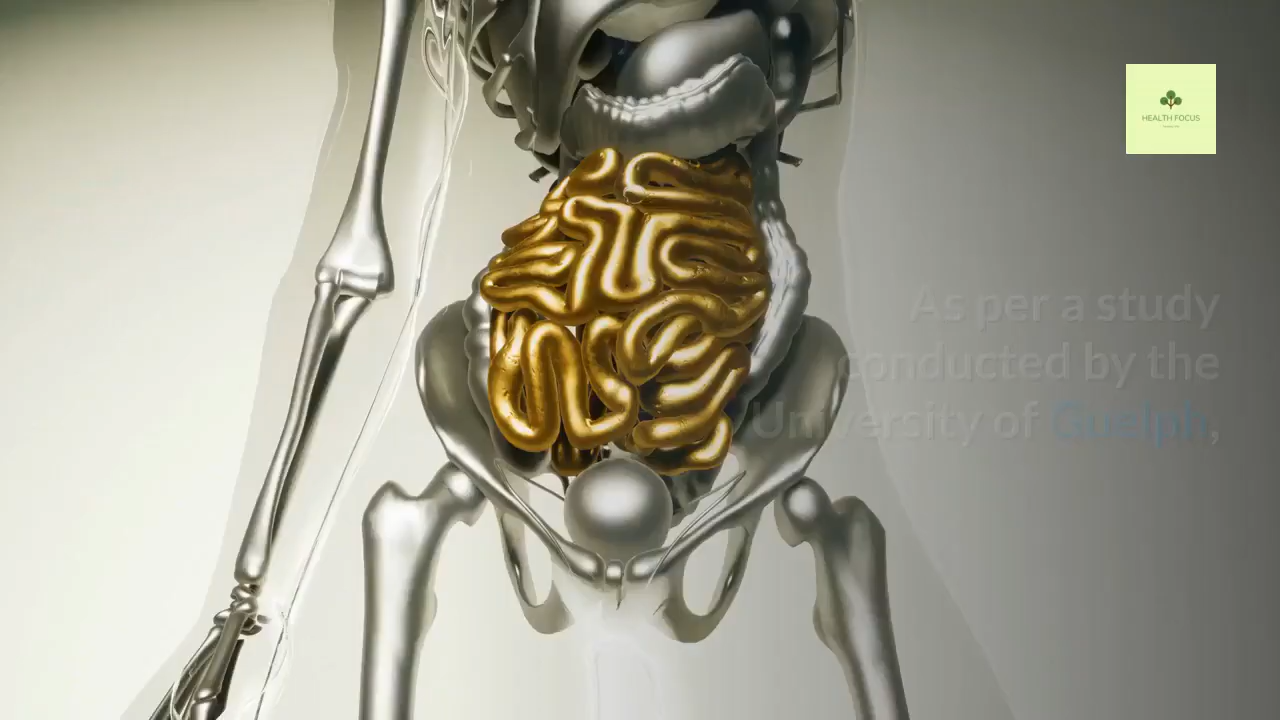 HEALTH FOCUS
As per a study
conducted by the
University of Guelph,